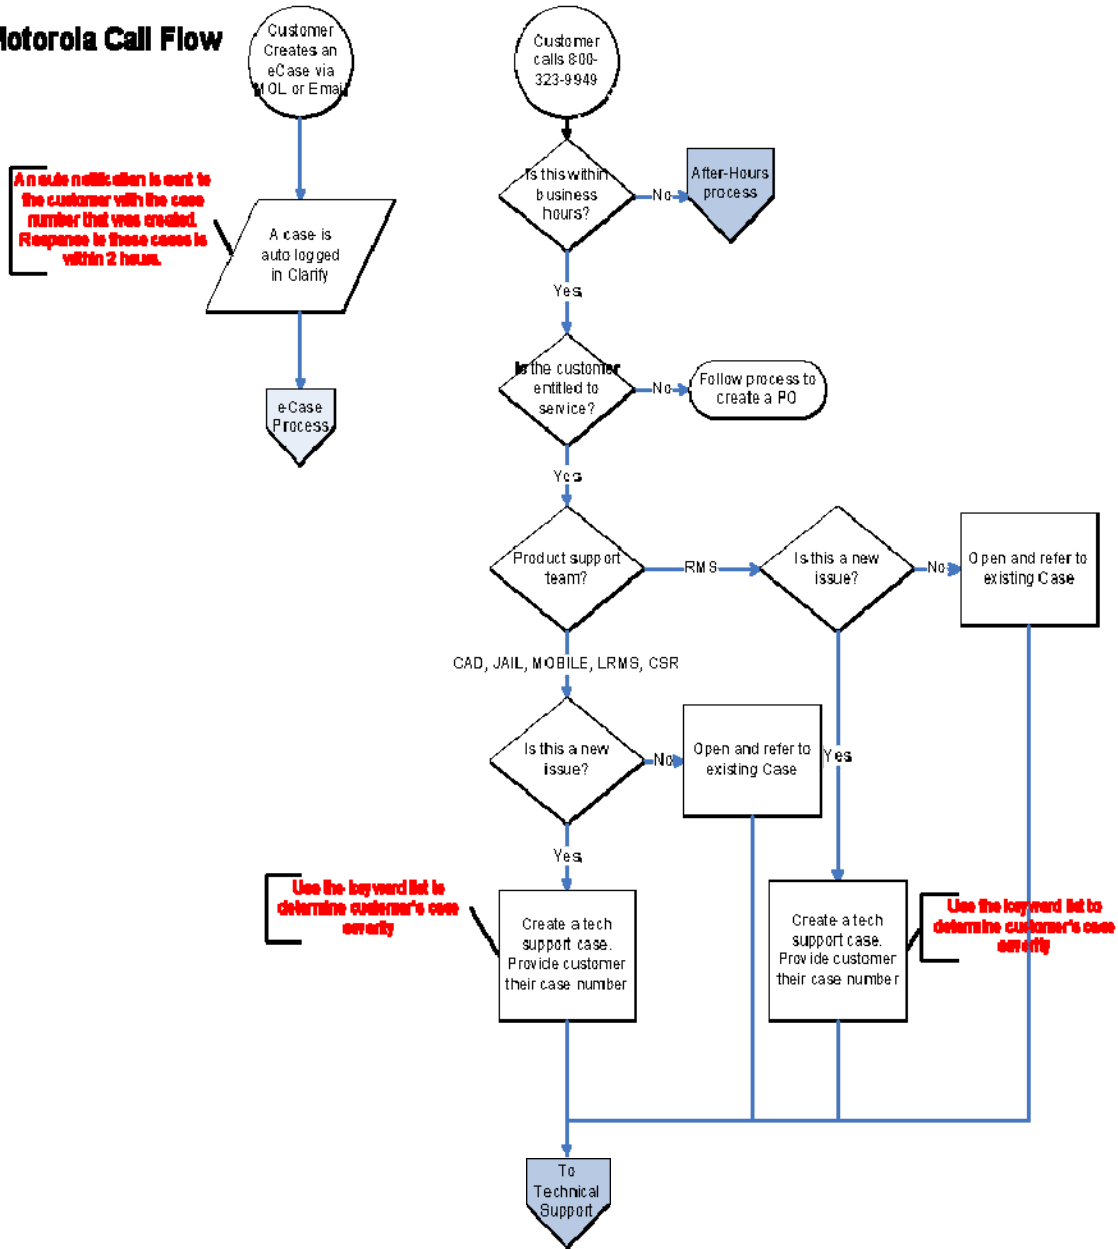 Motorola Call Flow
Customer
Creates an
eCase via
MOL or Email
An auto notification is sent to
the customer with the case
number that was created.
Response to these cases is
within 2 hours.
A case is
auto logged
in Clarify
eCase
Process
Customer
calls 800-
323-9949
Is this within
business
hours?
No
After-Hours
process
Yes
Is the customer
entitled to
service?
No
Follow process to
create a PO
Yes
Product support
team?
RMS
Is this a new
issue?
No
Open and refer to
existing Case
CAD, JAIL, MOBILE, LRMS, CSR
Is this a new
issue?
No
Open and refer to
existing Case
Yes
Yes
Use the keyword list to
determine customer's case
severity
Create a tech
support case.
Provide customer
their case number
Create a tech
support case.
Provide customer
their case number
Use the keyword list to
determine customer's case
severity
To
Technical
Support